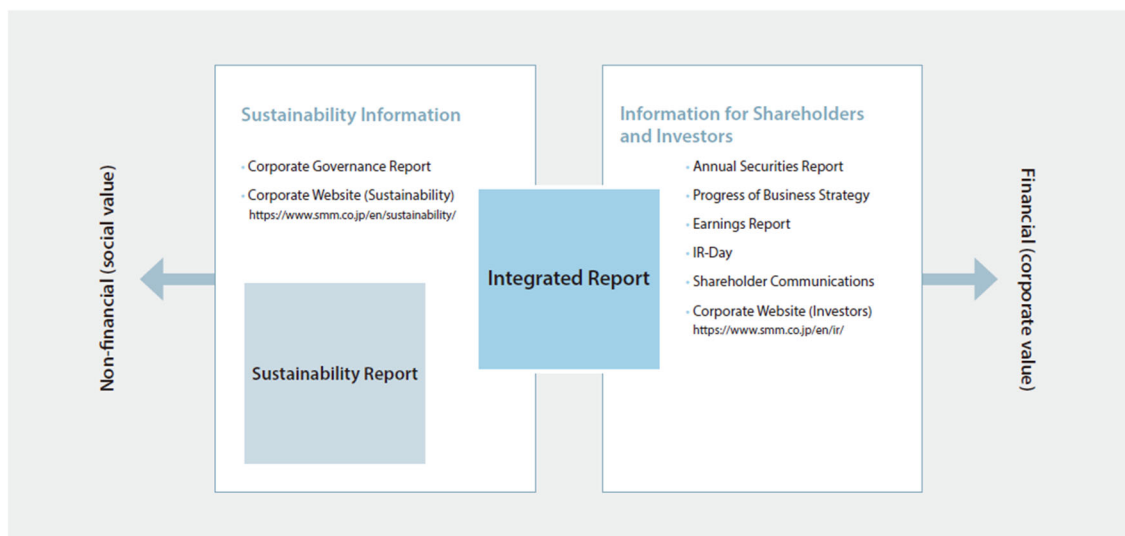 Non-financial (social value)
Sustainability Information
· Corporate Governance Report
· Corporate Website (Sustainability)
https://www.smm.co.jp/en/sustainability/
Sustainability Report
Integrated Report
Information for Shareholders
and Investors
· Annual Securities Report
· Progress of Business Strategy
· Earnings Report
· IR-Day
· Shareholder Communications
· Corporate Website (Investors)
https://www.smm.co.jp/en/ir/
Financial (corporate value)